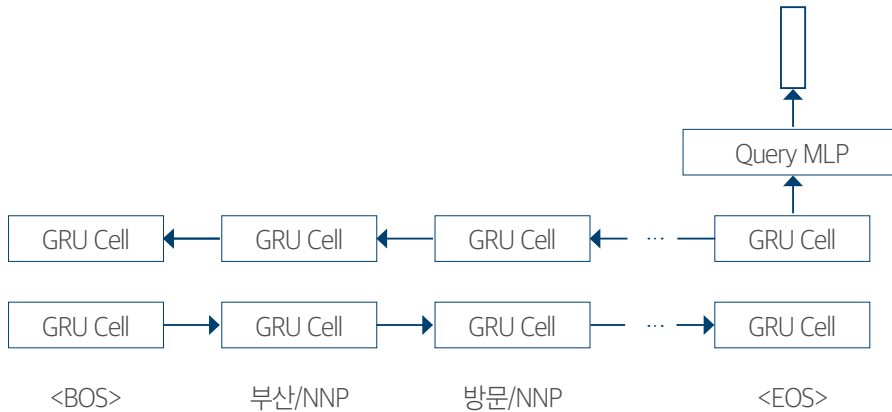 Query MLP
GRU Cell GRU Cell GRU Cell ... GRU Cell
GRU Cell GRU Cell GRU Cell ... GRU Cell
<BOS> 부산/NNP 방문/NNP <EOS>